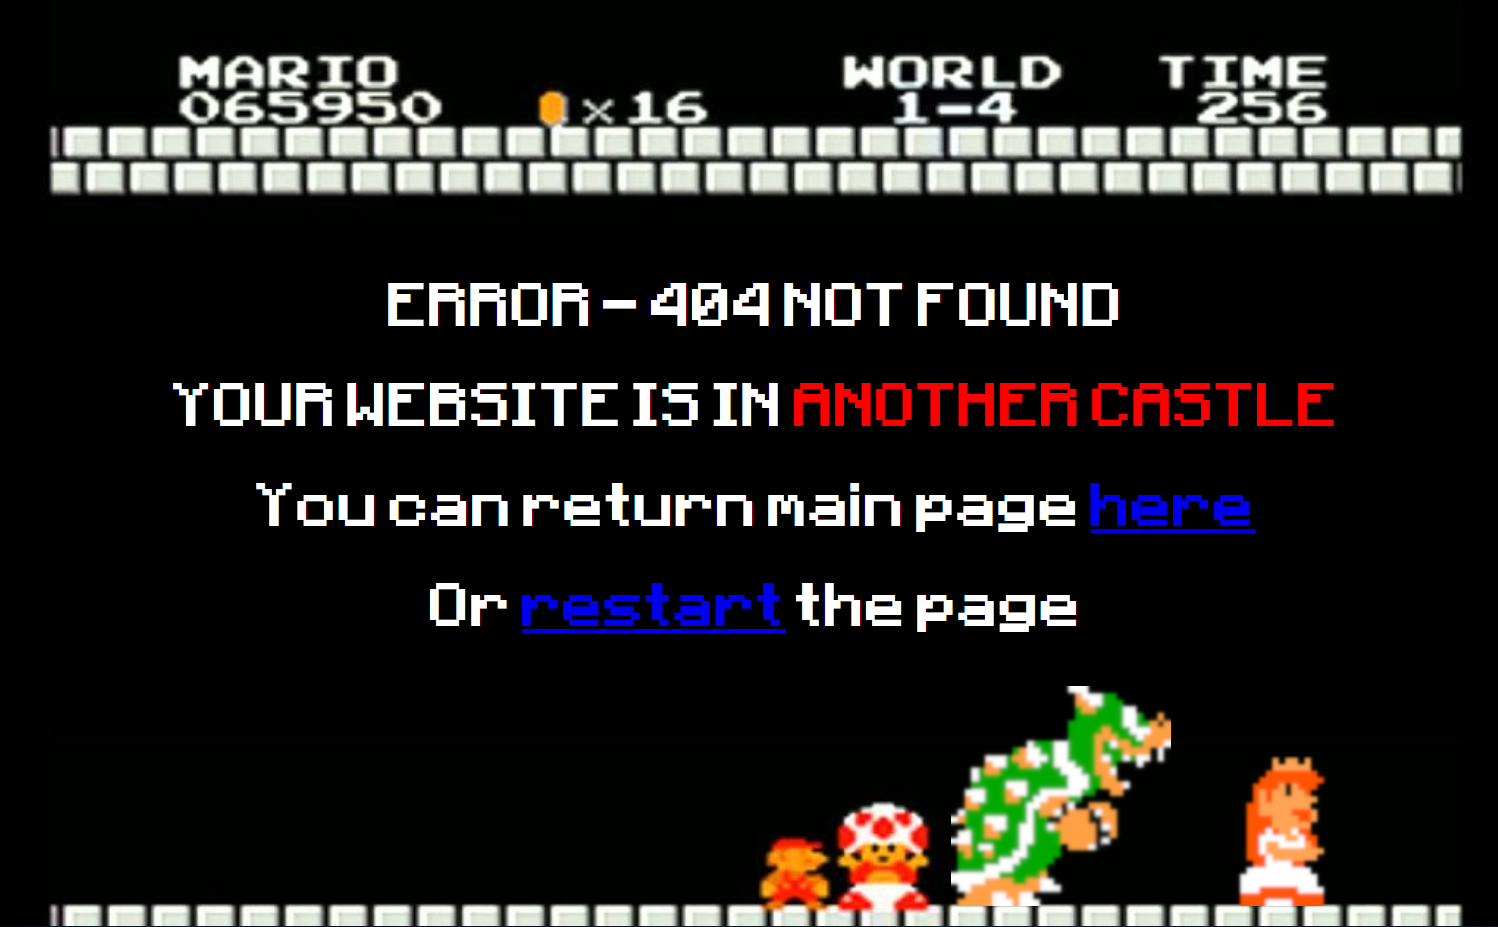 MARIO WORLD TIME
065950 ×16 1-4 256
ERROR - 404 NOT FOUND
YOUR WEBSITE IS IN ANOTHER CASTLE
You can return main page here
Or restart the page